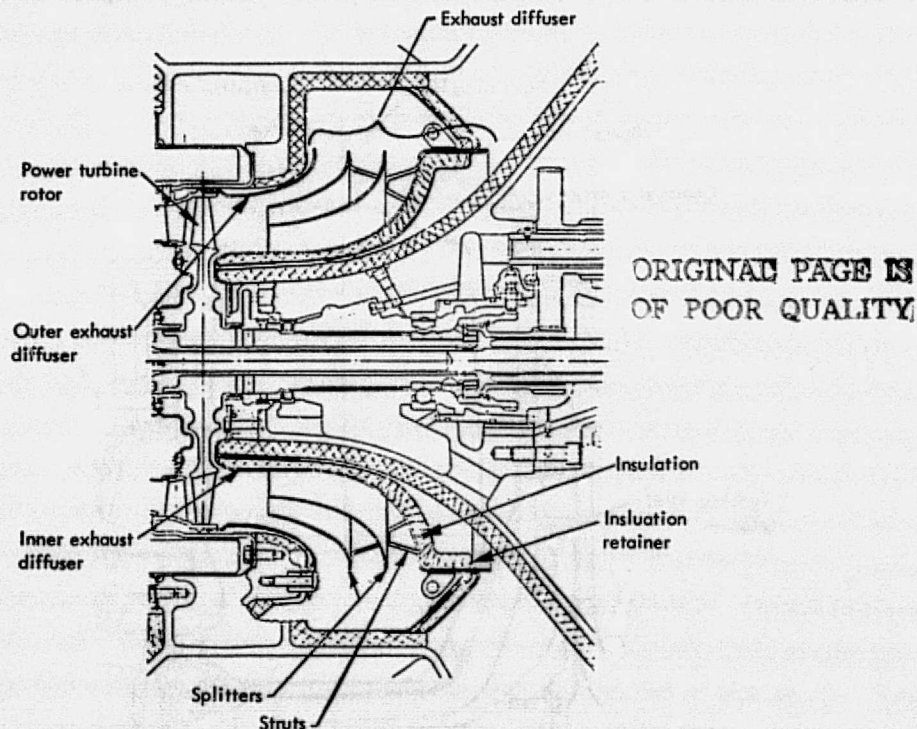 Exhaust diffuser
Power turbine
rotor
ORIGINAL PAGE IS
OF POOR QUALITY
Outer exhaust
diffuser
Insulation
Insluation
retainer
Inner exhaust
diffuser
Splitters
Struts